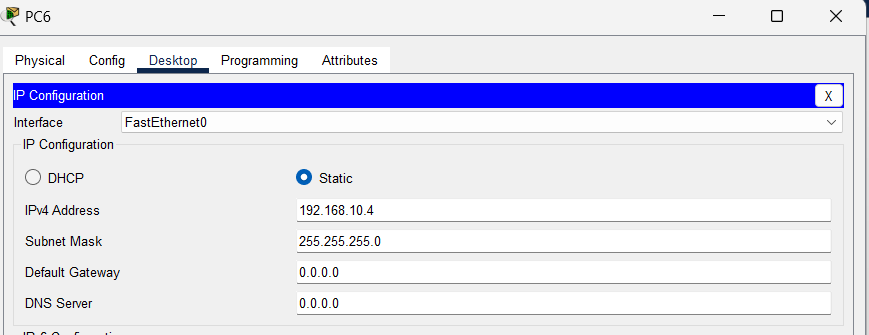 PC6
Physical Config Desktop Programming Attributes
IP Configuration X
Interface FastEthernet0
IP Configuration
DHCP Static
IPv4 Address 192.168.10.4
Subnet Mask 255.255.255.0
Default Gateway 0.0.0.0
DNS Server 0.0.0.0